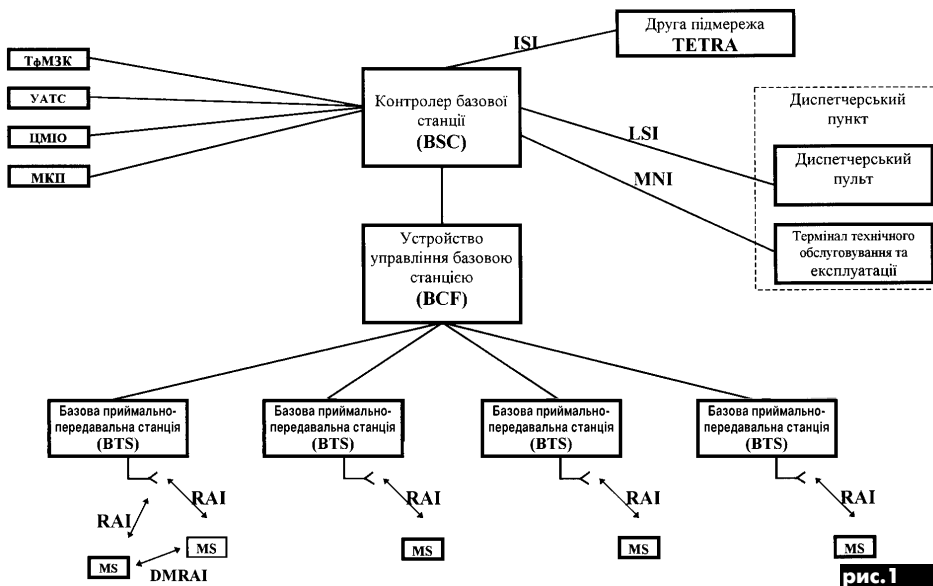 ISI
Друга підмережа
TETRA
ТфМЗК
УАТС
ЦМІО
МКП
Контролер базової
станції
(BSC)
LSI
MNI
Диспетчерський
пункт
Диспетчерський
пульт
Термінал технічного
обслуговування та
експлуатації
Устройство
управління базовою
станцією
(BCF)
Базова приймально-
передавальна станція
(BTS)
Базова приймально-
передавальна станція
(BTS)
Базова приймально-
передавальна станція
(BTS)
Базова приймально-
передавальна станція
(BTS)
RAI
RAI
RAI
RAI
RAI
MS
MS
DMRAI
MS
MS
MS
рис.1